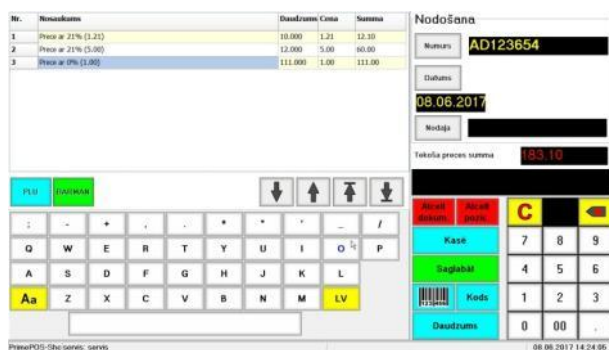 Nr. Nosaukums Daudzums Cena Summa
1 Prece ar 21% (1.21) 10.000 1.21 12.10
2 Prece ar 21% (5.00) 12.000 5.00 60.00
3 Prece ar 0% (1.00) 111.000 1.00 111.00
Nodošana
Numurs AD123654
Datums
08.06.2017
Nodaļa
Tekoša preces summa 183.10
PLU BARMAN
Atcelt dokum. Atcelt pozīc. C
: - + , . * " ' _ /
Q W E R T Y U I O P
A S D F G H J K L
Aa Z X C V B N M LV
Kasē 7 8 9
Saglabāt 4 5 6
Kods 1 2 3
Daudzums 0 00 .
PrimePOS-Shc servis: servis 08.06.2017 14:24:05